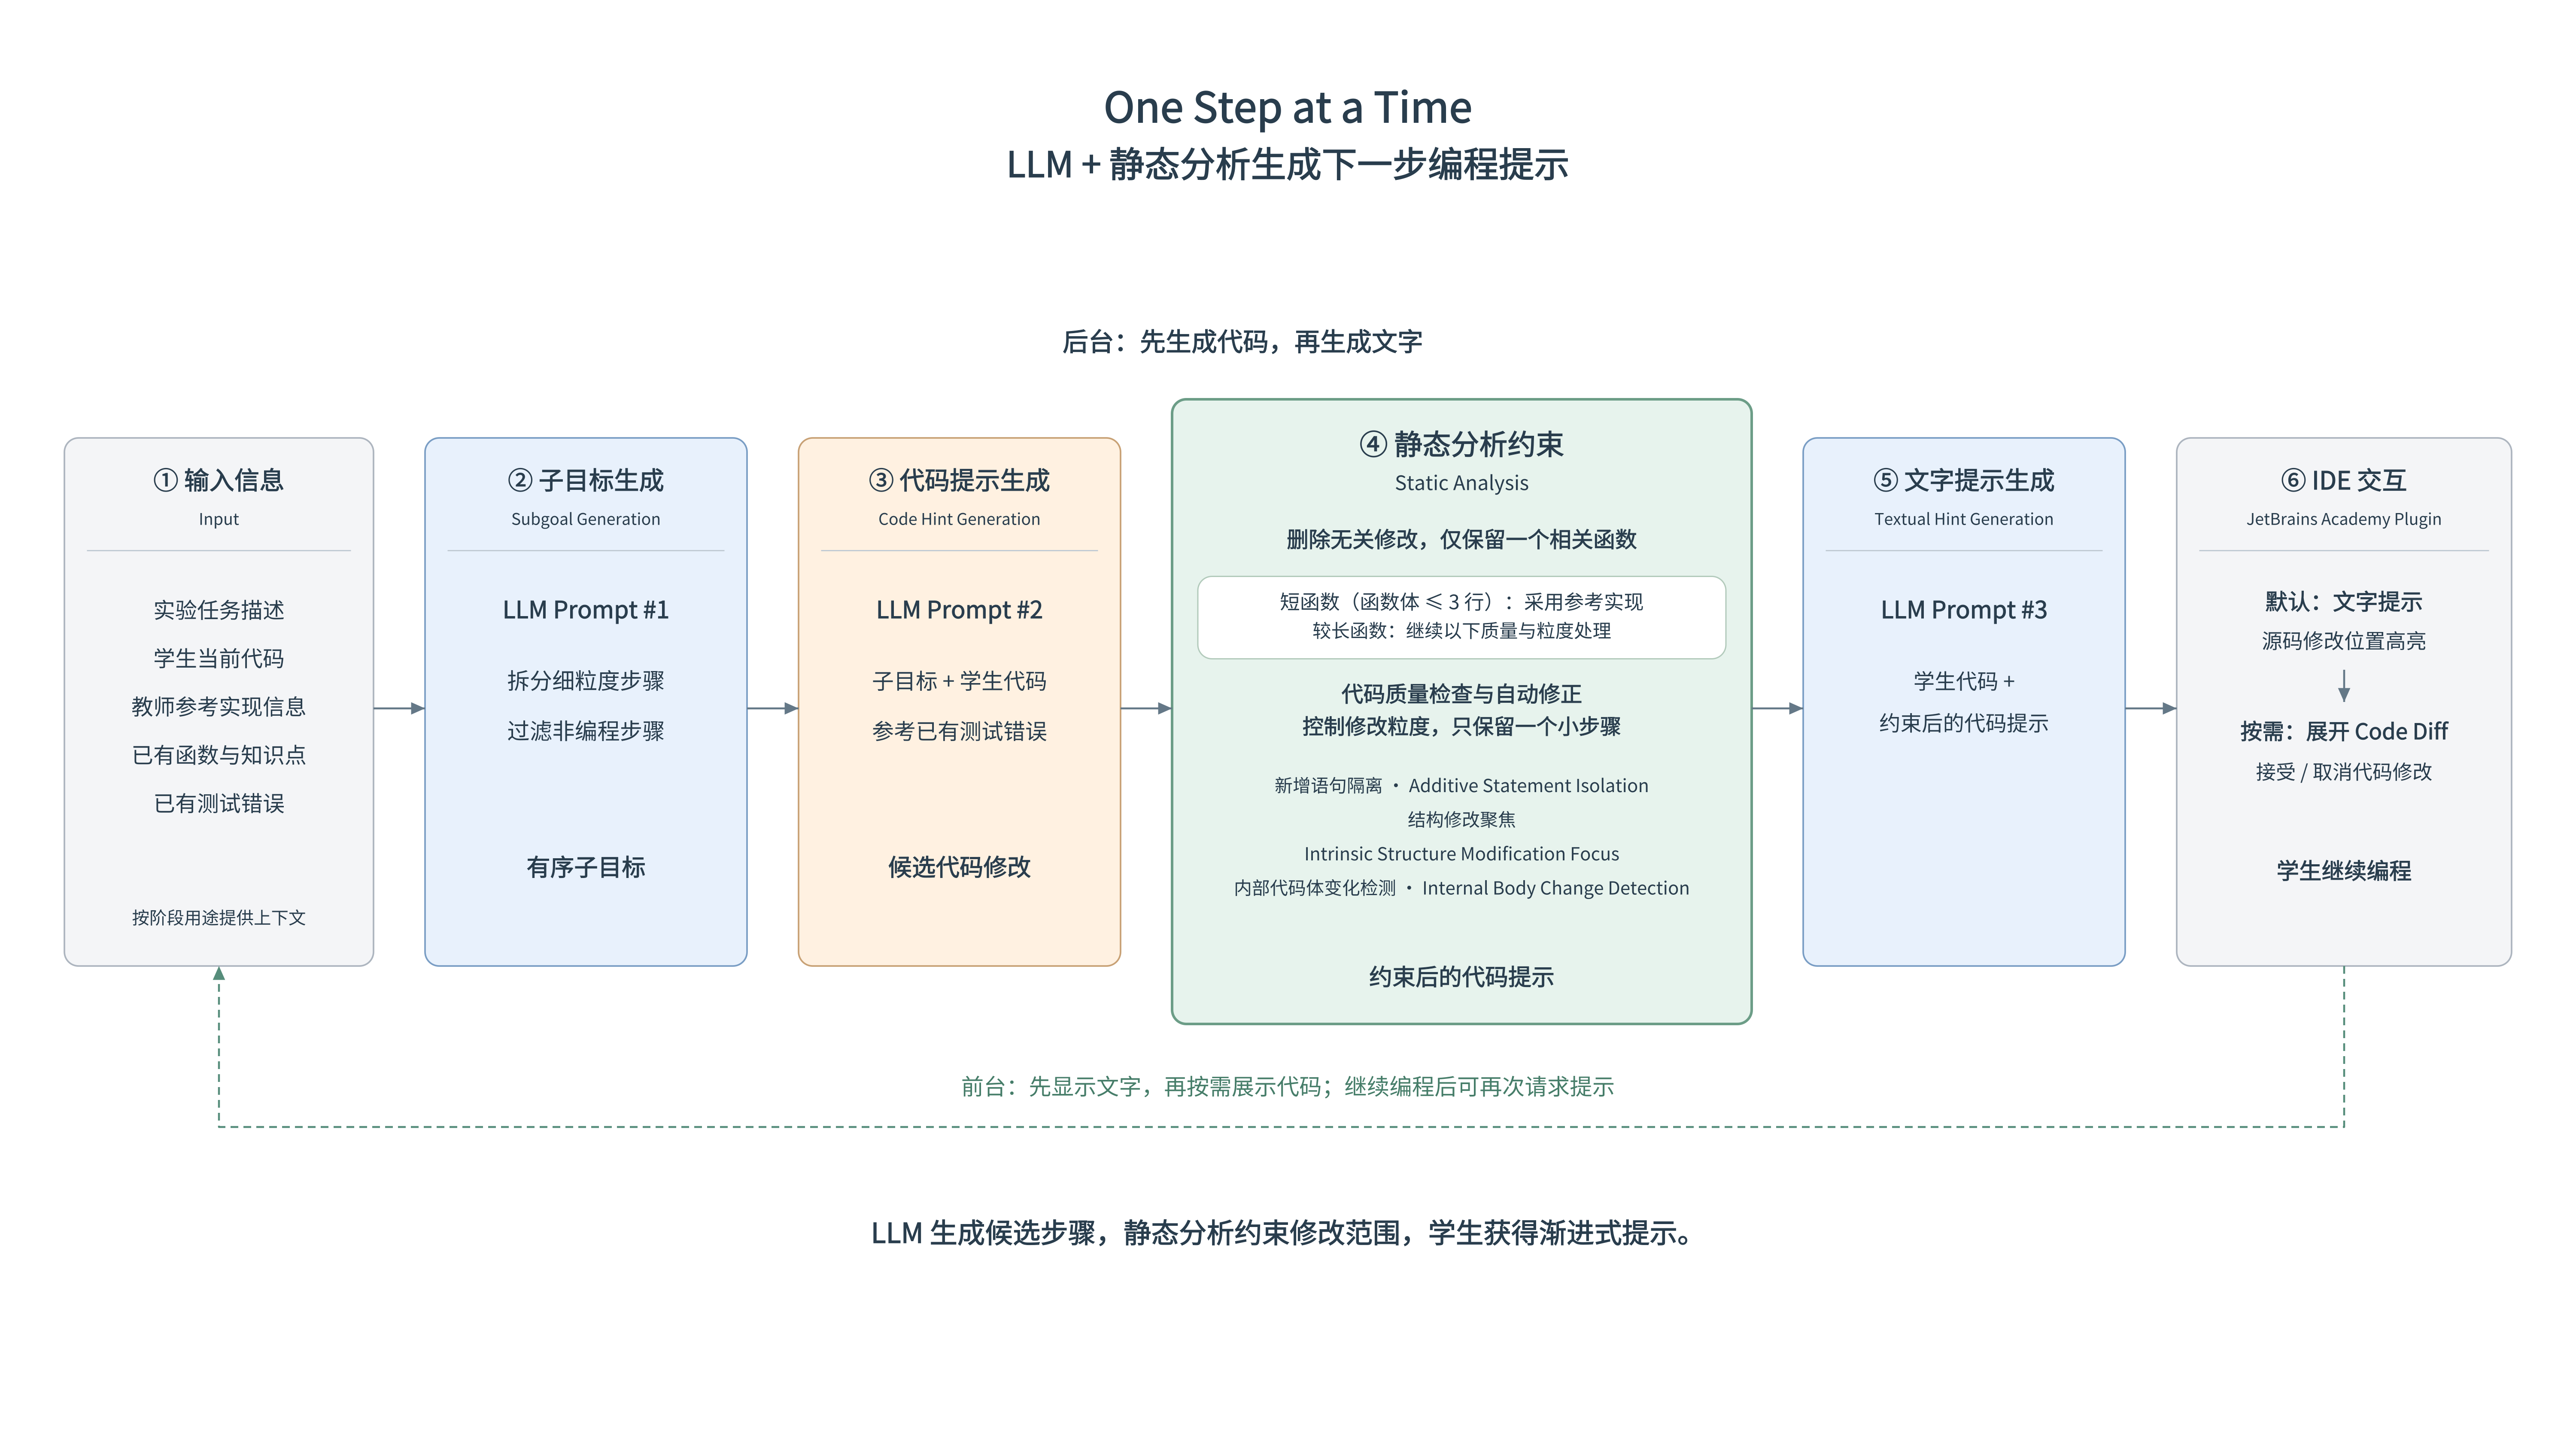 One Step at a Time
LLM + 静态分析生成下一步编程提示
后台：先生成代码，再生成文字
① 输入信息
Input
实验任务描述
学生当前代码
教师参考实现信息
已有函数与知识点
已有测试错误
按阶段用途提供上下文
② 子目标生成
Subgoal Generation
LLM Prompt #1
拆分细粒度步骤
过滤非编程步骤
有序子目标
③ 代码提示生成
Code Hint Generation
LLM Prompt #2
子目标 + 学生代码
参考已有测试错误
候选代码修改
④ 静态分析约束
Static Analysis
删除无关修改，仅保留一个相关函数
短函数（函数体 ≤ 3 行）：采用参考实现
较长函数：继续以下质量与粒度处理
代码质量检查与自动修正
控制修改粒度，只保留一个小步骤
新增语句隔离 · Additive Statement Isolation
结构修改聚焦
Intrinsic Structure Modification Focus
内部代码体变化检测 · Internal Body Change Detection
约束后的代码提示
⑤ 文字提示生成
Textual Hint Generation
LLM Prompt #3
学生代码 +
约束后的代码提示
⑥ IDE 交互
JetBrains Academy Plugin
默认：文字提示
源码修改位置高亮
按需：展开 Code Diff
接受 / 取消代码修改
学生继续编程
前台：先显示文字，再按需展示代码；继续编程后可再次请求提示
LLM 生成候选步骤，静态分析约束修改范围，学生获得渐进式提示。